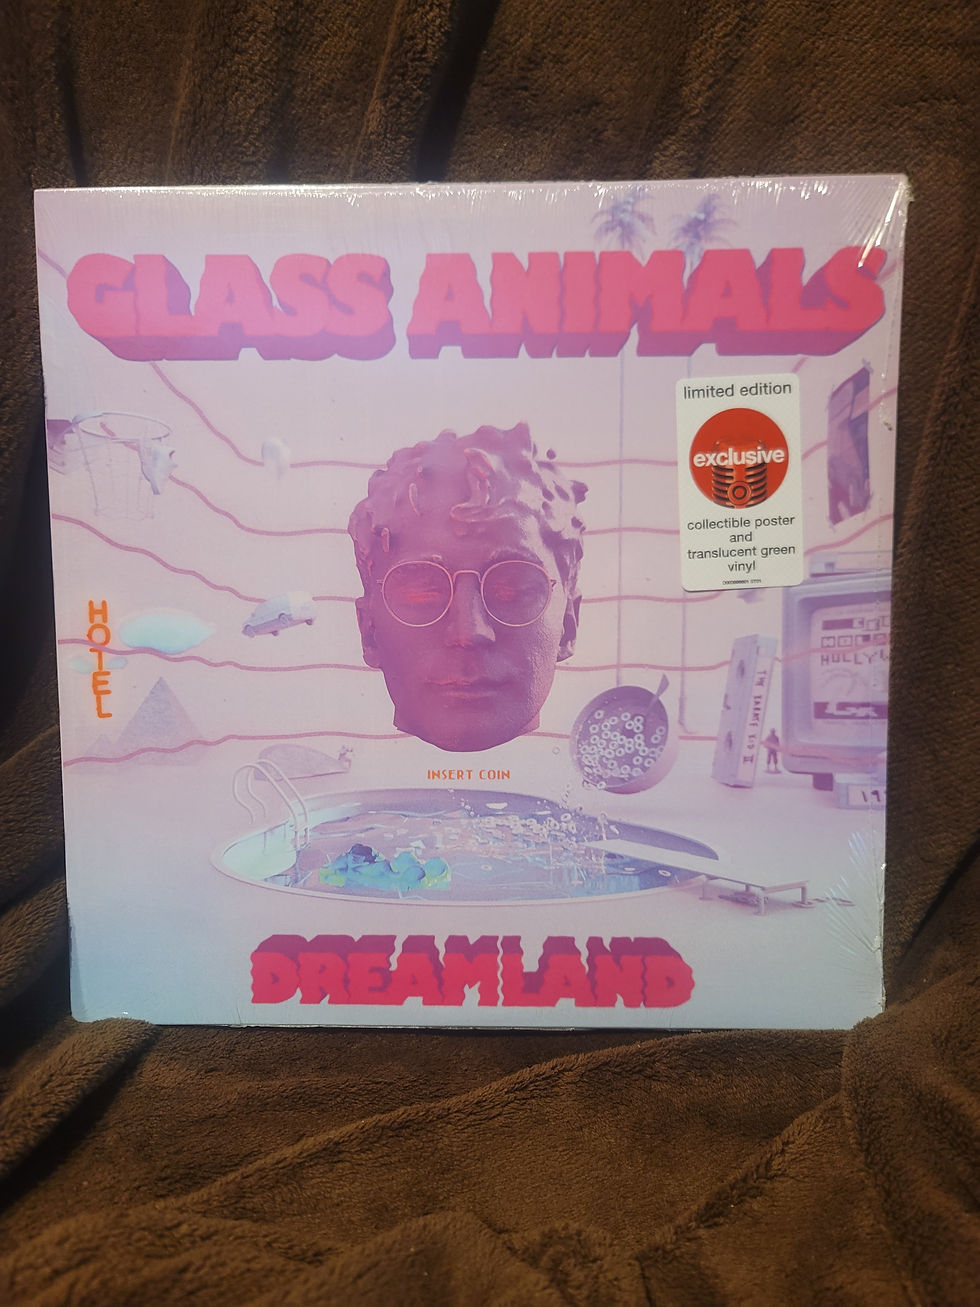 GLASS ANIMALS
limited edition
exclusive
collectible poster
and
translucent green
vinyl
HOTEL
INSERT COIN
DREAMLAND